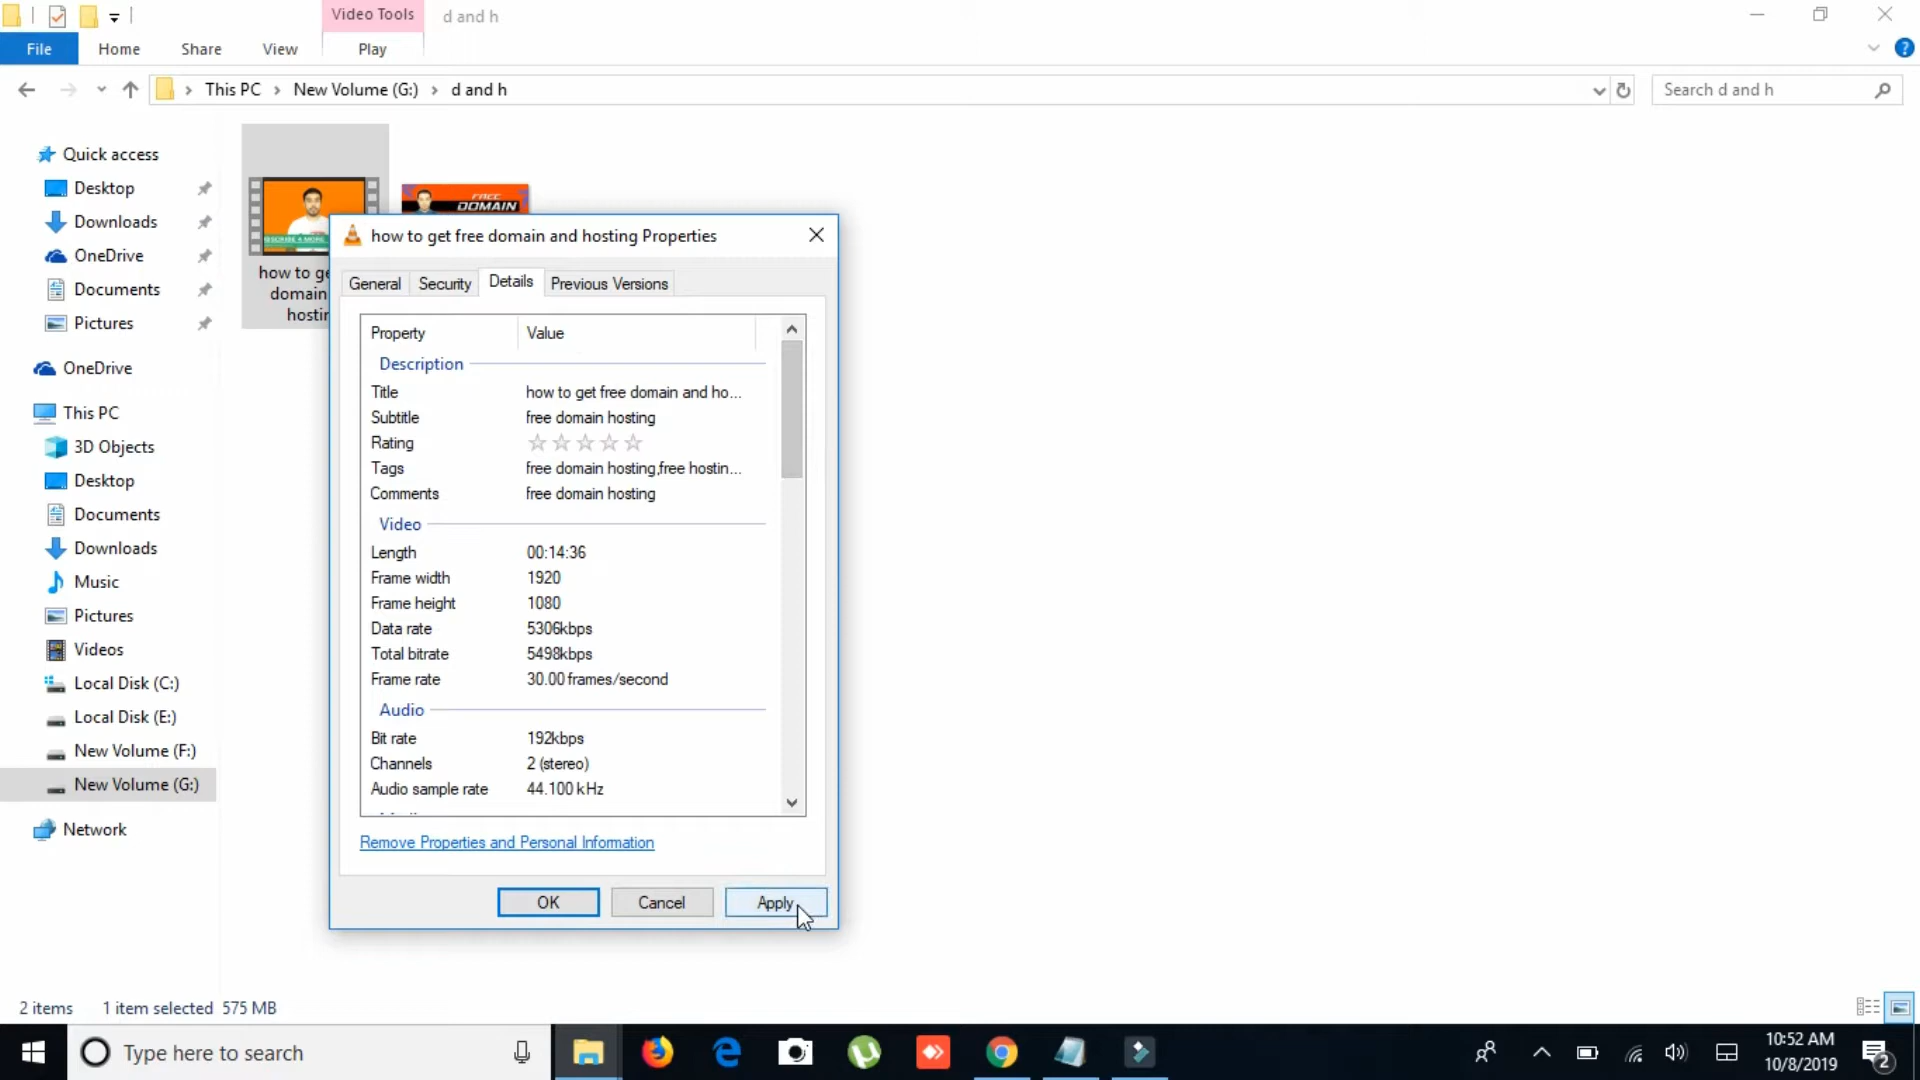 Video Tools
d and h
File
Home
Share
View
Play
This PC
New Volume (G:)
d and h
Search d and h
Quick access
Desktop
Downloads
OneDrive
Documents
Pictures
OneDrive
This PC
3D Objects
Desktop
Documents
Downloads
Music
Pictures
Videos
Local Disk (C:)
Local Disk (E:)
New Volume (F:)
New Volume (G:)
Network
FREE
DOMAIN
how to ge
domain
hostin
how to get free domain and hosting Properties
General
Security
Details
Previous Versions
Property Value
Description
Title how to get free domain and ho...
Subtitle free domain hosting
Rating
Tags free domain hosting,free hostin...
Comments free domain hosting
Video
Length 00:14:36
Frame width 1920
Frame height 1080
Data rate 5306kbps
Total bitrate 5498kbps
Frame rate 30.00 frames/second
Audio
Bit rate 192kbps
Channels 2 (stereo)
Audio sample rate 44.100 kHz
Remove Properties and Personal Information
OK
Cancel
Apply
2 items 1 item selected 575 MB
Type here to search
10:52 AM
10/8/2019
2